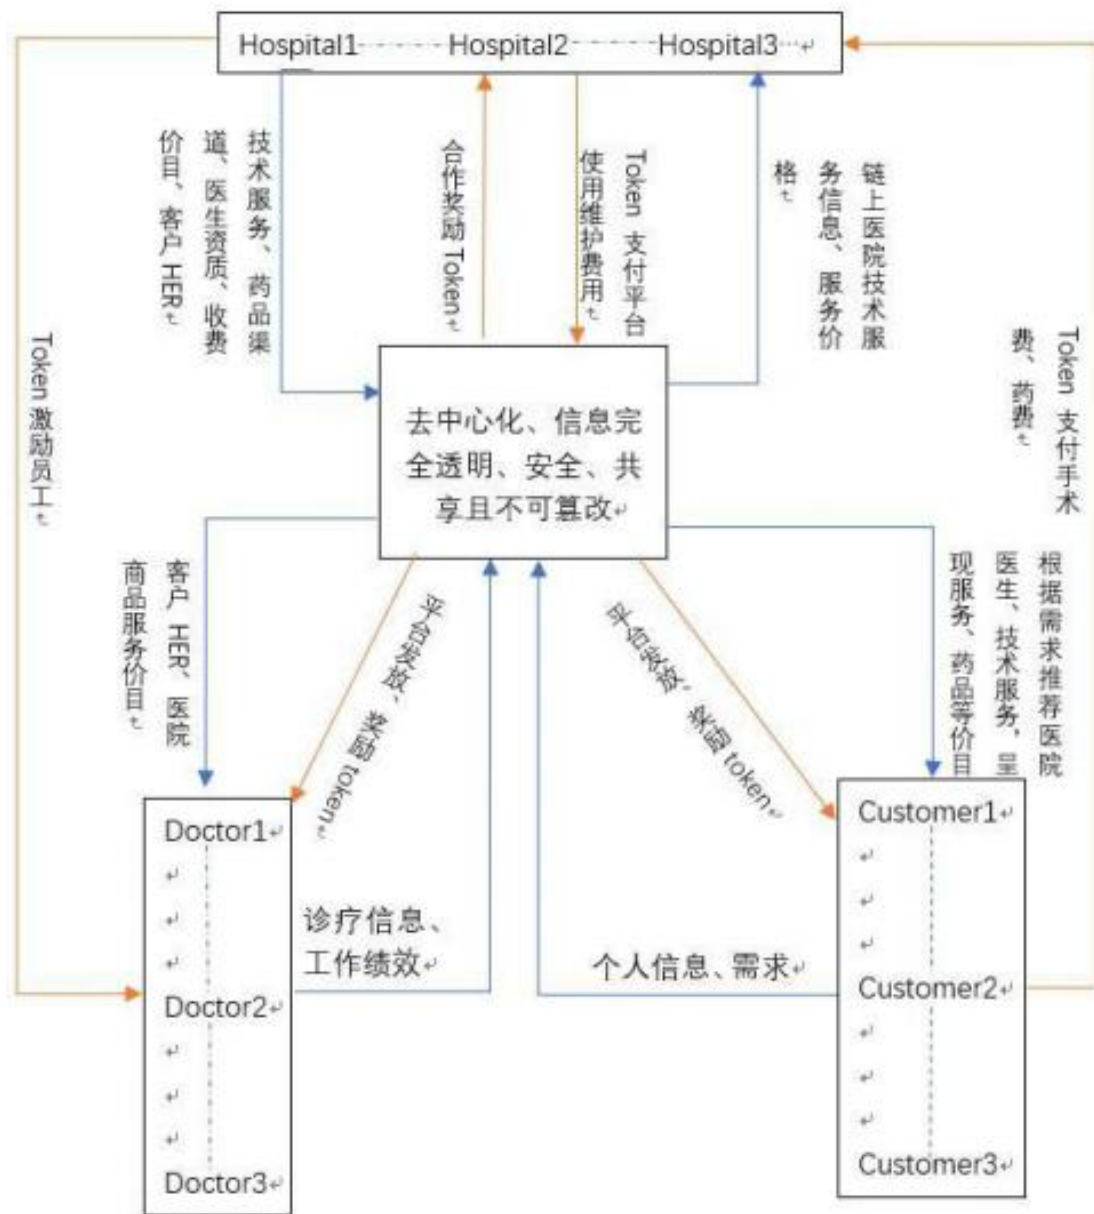 Hospital1 Hospital2 Hospital3
技术服务、药品渠
道、医生资质、收费
价目、客户 HER
合作奖励 Token
Token 支付平台
使用维护费用
链上医院技术服
务信息、服务价
格
Token 激励员工
Token 支付手术
费、药费
去中心化、信息完
全透明、安全、共
享且不可篡改
客户 HER、医院
商品服务价目
平台发放、奖励 token
平台发放、奖励 token
根据需求推荐医院
医生、技术服务，呈
现服务、药品等价目
Doctor1
Doctor2
Doctor3
诊疗信息、
工作绩效
个人信息、需求
Customer1
Customer2
Customer3